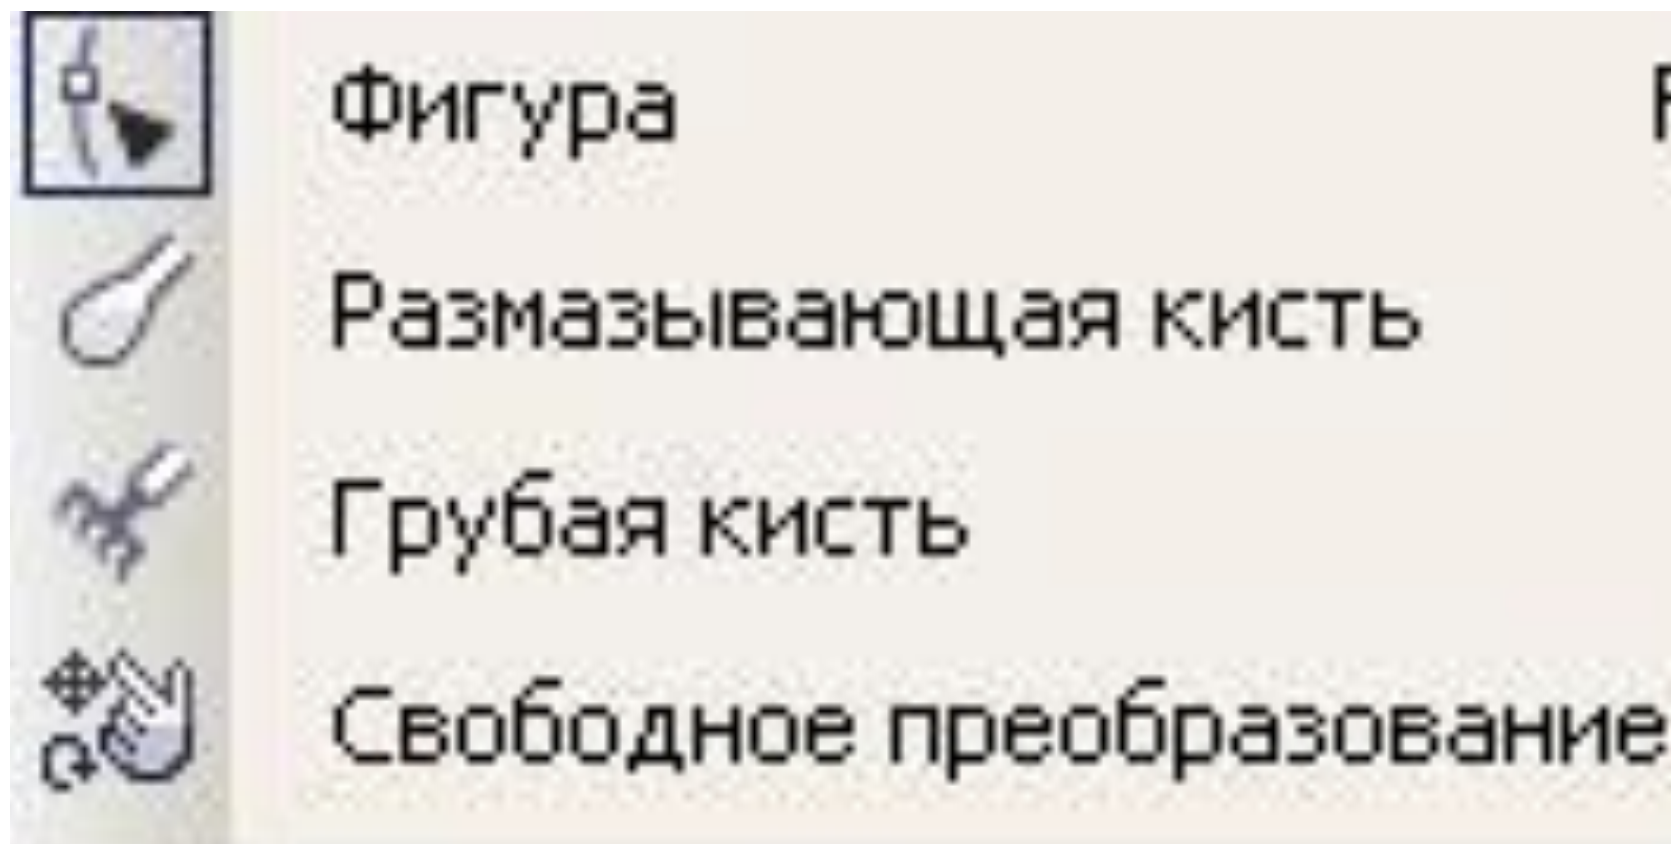 Фигура
Размазывающая кисть
Грубая кисть
Свободное преобразование